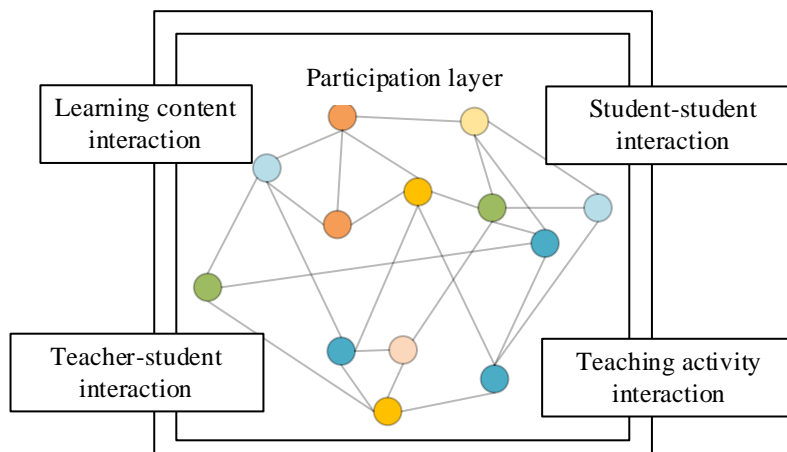 Participation layer
Learning content
interaction
Student-student
interaction
Teacher-student
interaction
Teaching activity
interaction